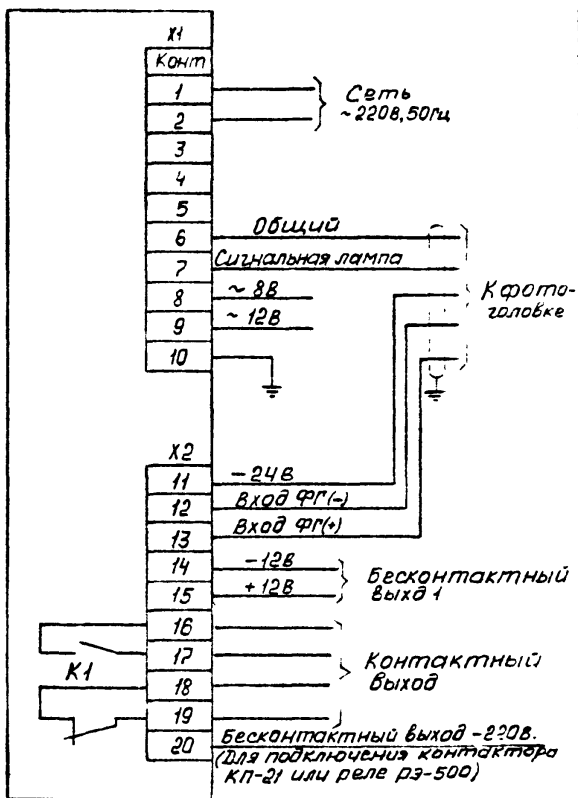 X1
Конт
1
Сеть
2
~220В, 50Гц
3
4
5
Общий
6
Сигнальная лампа
7
~ 8В
8
К фото-
головке
~ 12В
9
10
X2
-24В
11
Вход ФГ(-)
12
Вход ФГ(+)
13
-12В
14
Бесконтактный
выход 1
+12В
15
16
17
К1
Контактный
выход
18
19
Бесконтактный выход -220В.
20
(Для подключения контактора
КП-21 или реле РЭ-500)